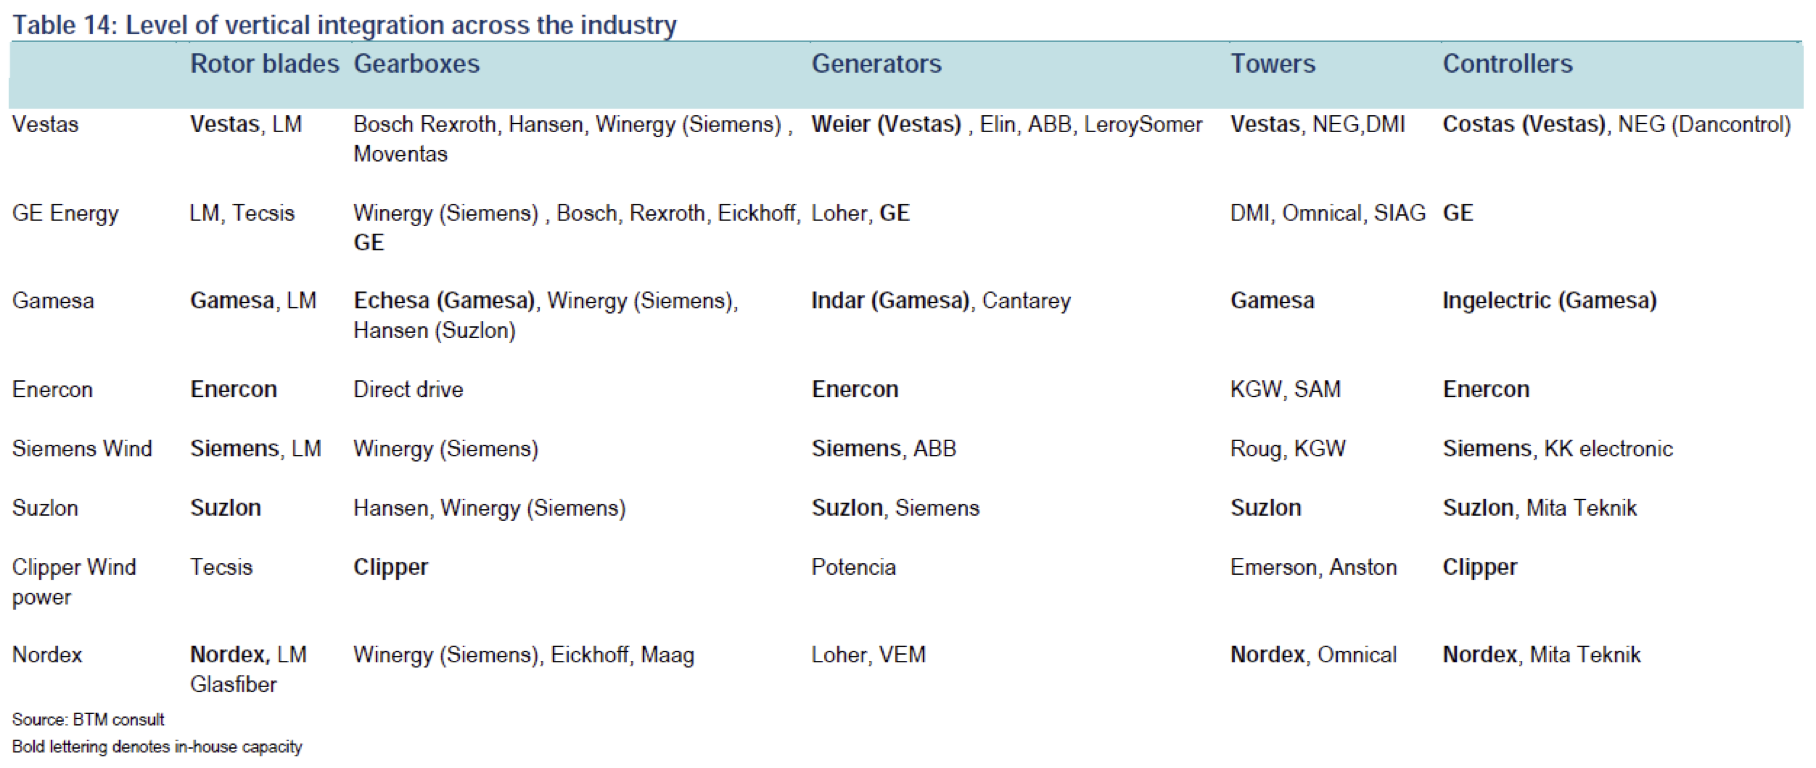 Table 14: Level of vertical integration across the industry
Rotor blades Gearboxes Generators Towers Controllers
Vestas Vestas, LM Bosch Rexroth, Hansen, Winergy (Siemens) , Weier (Vestas) , Elin, ABB, LeroySomer Vestas, NEG,DMI Costas (Vestas), NEG (Dancontrol)
Moventas
GE Energy LM, Tecsis Winergy (Siemens) , Bosch, Rexroth, Eickhoff, Loher, GE DMI, Omnical, SIAG GE
GE
Gamesa Gamesa, LM Echesa (Gamesa), Winergy (Siemens), Indar (Gamesa), Cantarey Gamesa Ingelectric (Gamesa)
Hansen (Suzlon)
Enercon Enercon Direct drive Enercon KGW, SAM Enercon
Siemens Wind Siemens, LM Winergy (Siemens) Siemens, ABB Roug, KGW Siemens, KK electronic
Suzlon Suzlon Hansen, Winergy (Siemens) Suzlon, Siemens Suzlon Suzlon, Mita Teknik
Clipper Wind Tecsis Clipper Potencia Emerson, Anston Clipper
power
Nordex Nordex, LM Winergy (Siemens), Eickhoff, Maag Loher, VEM Nordex, Omnical Nordex, Mita Teknik
Glasfiber
Source: BTM consult
Bold lettering denotes in-house capacity